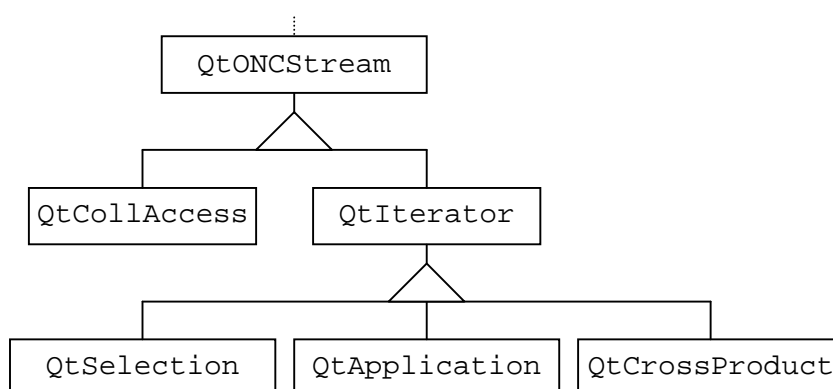 QtONCStream
QtCollAccess QtIterator
QtSelection QtApplication QtCrossProduct